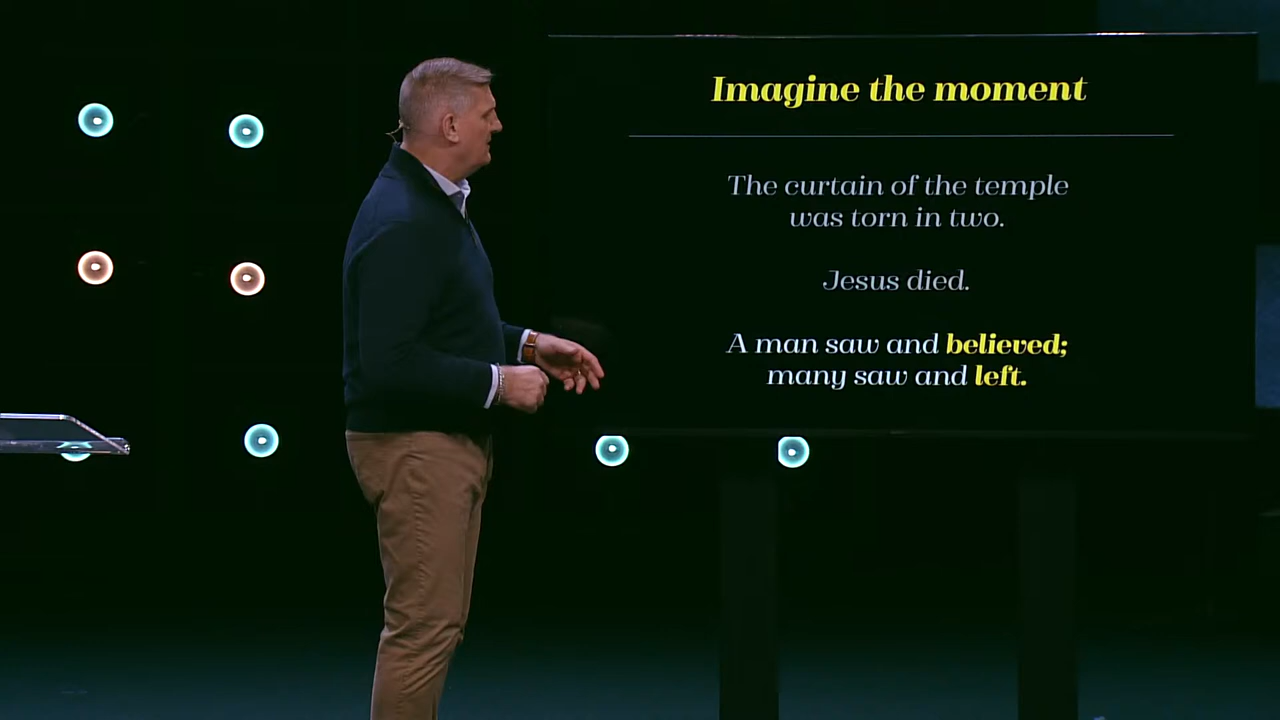 Imagine the moment
The curtain of the temple
was torn in two.
Jesus died.
A man saw and believed;
many saw and left.